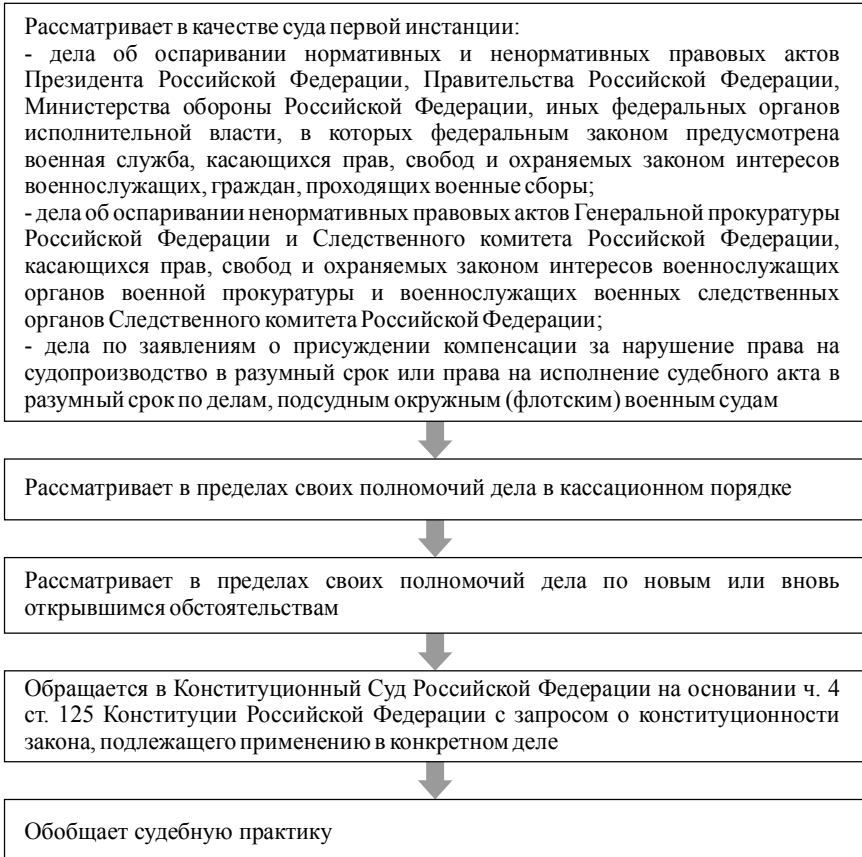 Рассматривает в качестве суда первой инстанции:
- дела об оспаривании нормативных и ненормативных правовых актов
Президента Российской Федерации, Правительства Российской Федерации,
Министерства обороны Российской Федерации, иных федеральных органов
исполнительной власти, в которых федеральным законом предусмотрена
военная служба, касающихся прав, свобод и охраняемых законом интересов
военнослужащих, граждан, проходящих военные сборы;
- дела об оспаривании ненормативных правовых актов Генеральной прокуратуры
Российской Федерации и Следственного комитета Российской Федерации,
касающихся прав, свобод и охраняемых законом интересов военнослужащих
органов военной прокуратуры и военнослужащих военных следственных
органов Следственного комитета Российской Федерации;
- дела по заявлениям о присуждении компенсации за нарушение права на
судопроизводство в разумный срок или права на исполнение судебного акта в
разумный срок по делам, подсудным окружным (флотским) военным судам
Рассматривает в пределах своих полномочий дела в кассационном порядке
Рассматривает в пределах своих полномочий дела по новым или вновь
открывшимся обстоятельствам
Обращается в Конституционный Суд Российской Федерации на основании ч. 4
ст. 125 Конституции Российской Федерации с запросом о конституционности
закона, подлежащего применению в конкретном деле
Обобщает судебную практику